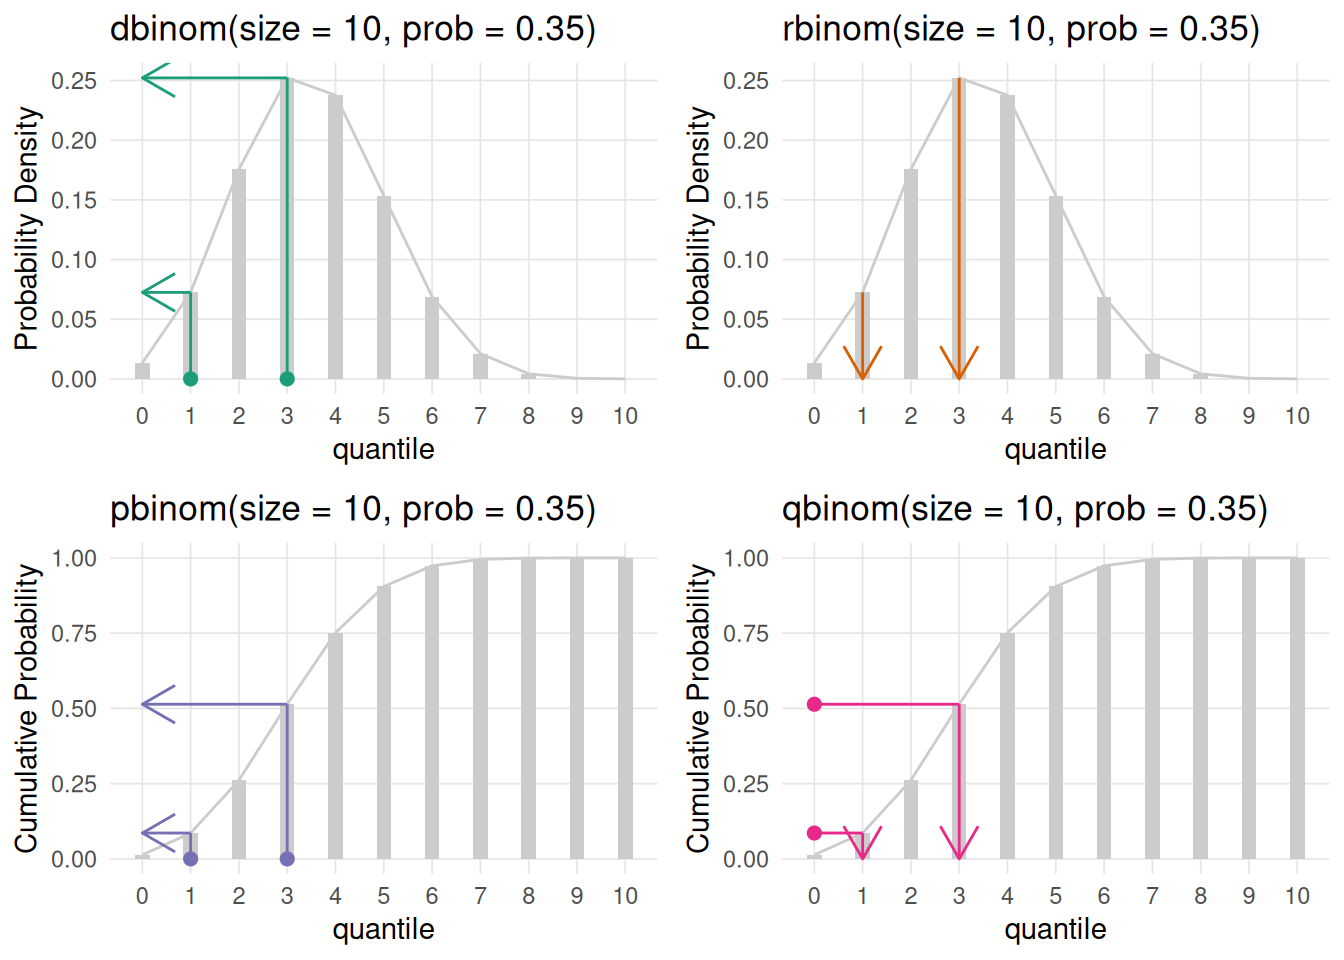 dbinom(size = 10, prob = 0.35)
Probability Density
0.25
0.20
0.15
0.10
0.05
0.00
0 1 2 3 4 5 6 7 8 9 10
quantile
rbinom(size = 10, prob = 0.35)
Probability Density
0.25
0.20
0.15
0.10
0.05
0.00
0 1 2 3 4 5 6 7 8 9 10
quantile
pbinom(size = 10, prob = 0.35)
Cumulative Probability
1.00
0.75
0.50
0.25
0.00
0 1 2 3 4 5 6 7 8 9 10
quantile
qbinom(size = 10, prob = 0.35)
Cumulative Probability
1.00
0.75
0.50
0.25
0.00
0 1 2 3 4 5 6 7 8 9 10
quantile